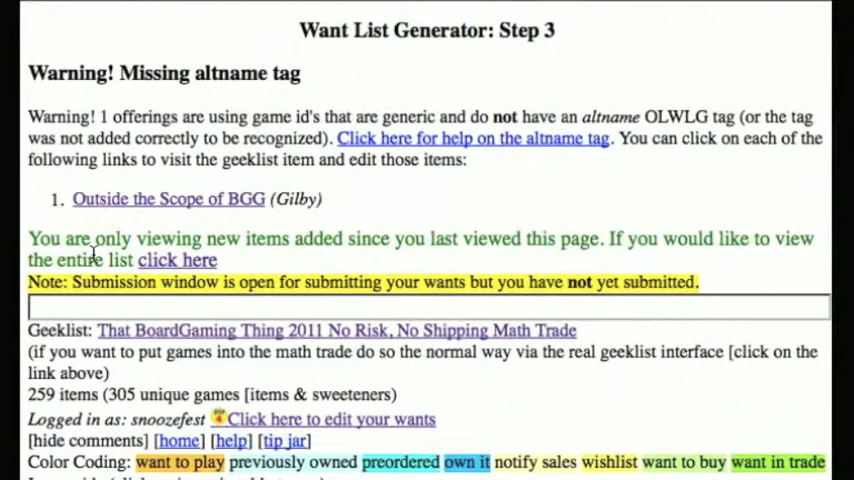 Want List Generator: Step 3
Warning! Missing altname tag
Warning! 1 offerings are using game id's that are generic and do not have an altname OLWLG tag (or the tag
was not added correctly to be recognized). Click here for help on the altname tag. You can click on each of the
following links to visit the geeklist item and edit those items:
1. Outside the Scope of BGG (Gilby)
You are only viewing new items added since you last viewed this page. If you would like to view
the entire list click here
Note: Submission window is open for submitting your wants but you have not yet submitted.
Geeklist: That BoardGaming Thing 2011 No Risk, No Shipping Math Trade
(if you want to put games into the math trade do so the normal way via the real geeklist interface [click on the
link above)
259 items (305 unique games [items & sweeteners)
Logged in as: snoozefest Click here to edit your wants
[hide comments] [home] [help] [tip jar]
Color Coding: want to play previously owned preordered own it notify sales wishlist want to buy want in trade